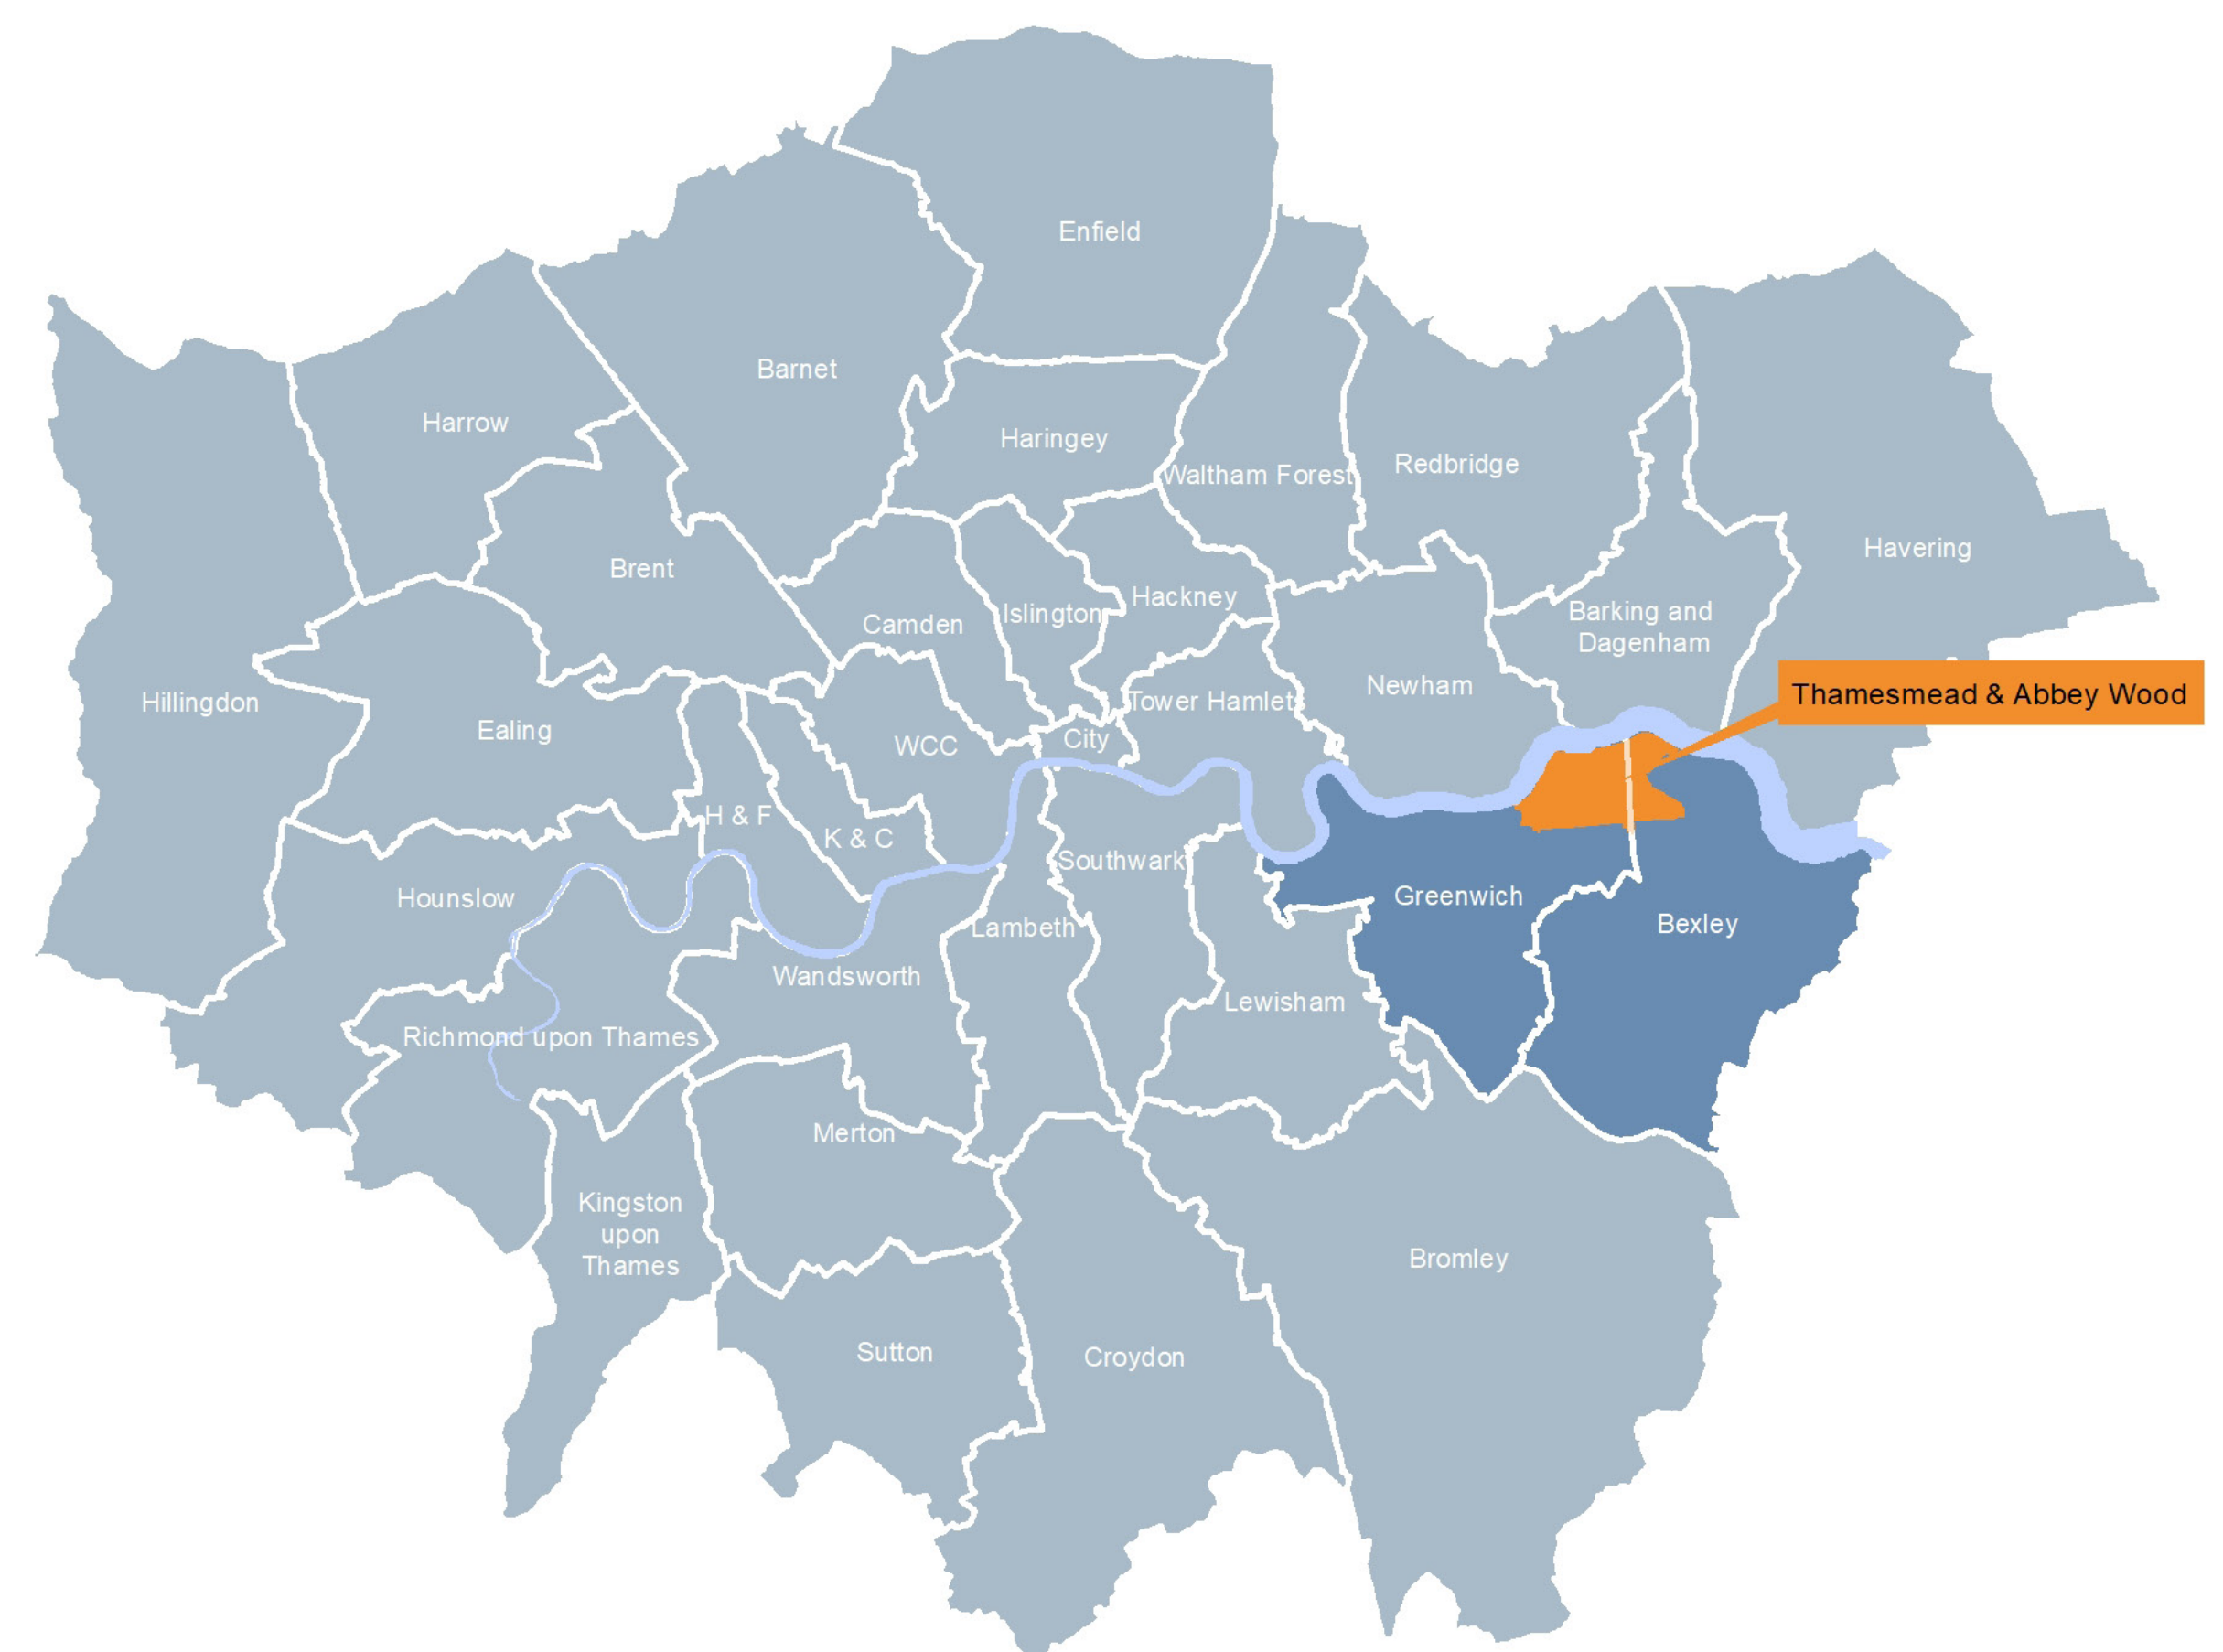 Enfield
Barnet
Harrow
Haringey
Waltham Forest
Redbridge
Havering
Brent
Hackney
Islington
Camden
Barking and
Dagenham
Hillingdon
Newham
Thamesmead & Abbey Wood
Tower Hamlets
Ealing
WCC
City
H & F
K & C
Southwark
Hounslow
Greenwich
Bexley
Lambeth
Wandsworth
Lewisham
Richmond upon Thames
Merton
Kingston
upon
Thames
Bromley
Sutton
Croydon